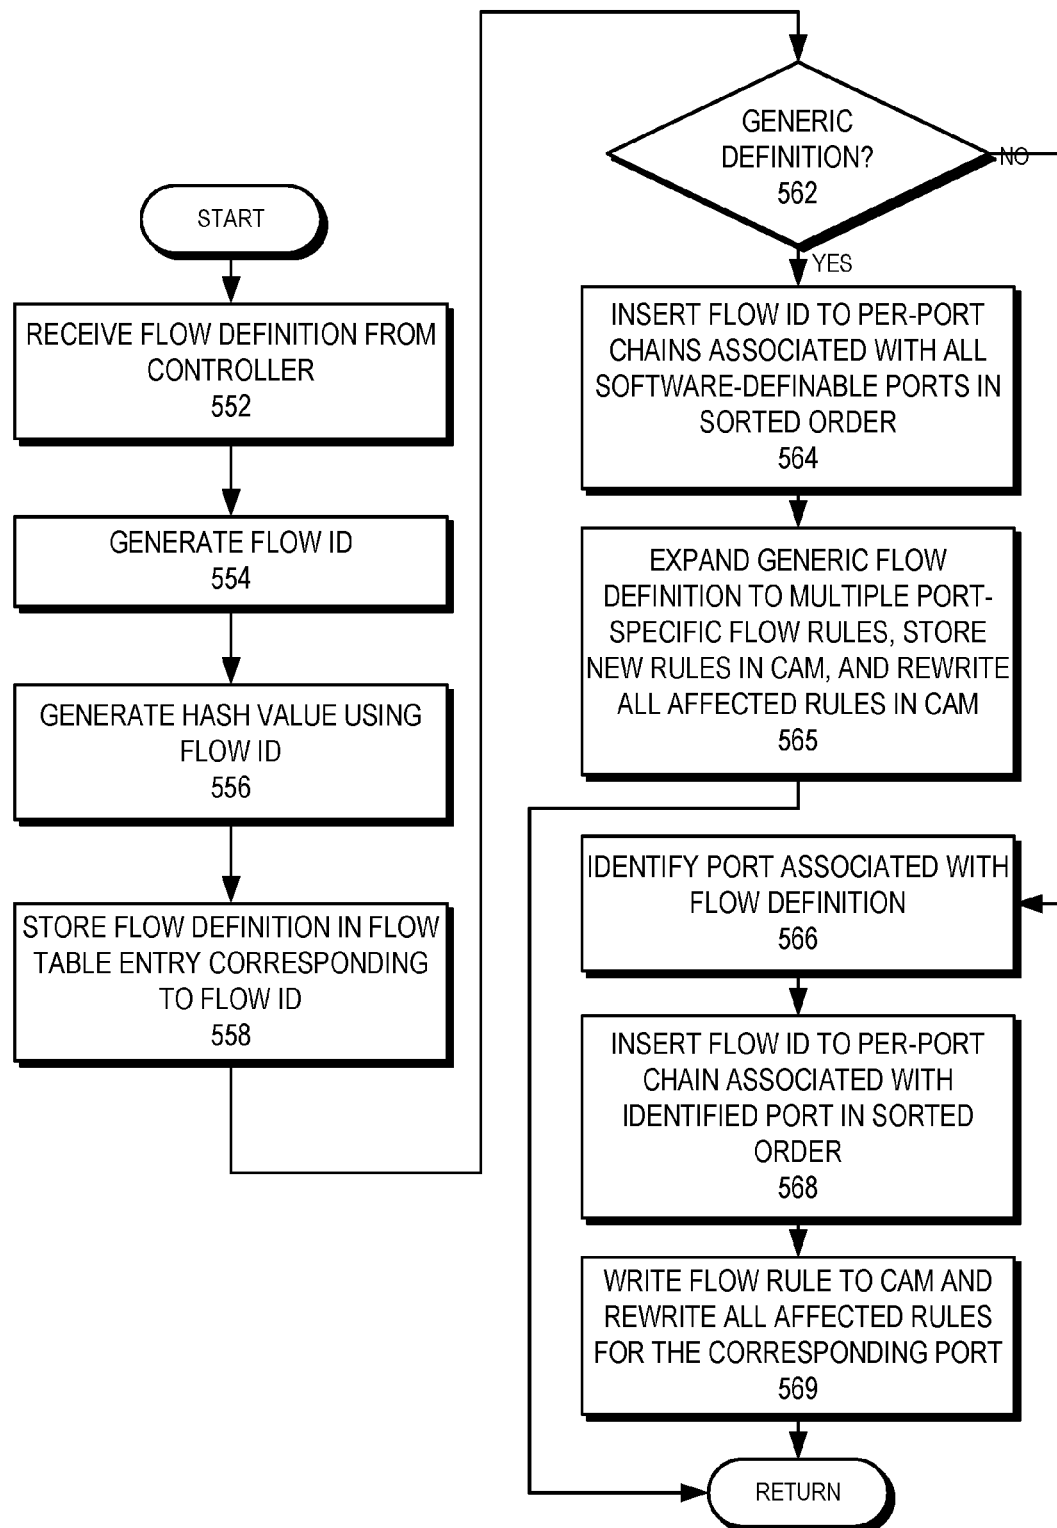 START
RECEIVE FLOW DEFINITION FROM
CONTROLLER
552
GENERATE FLOW ID
554
GENERATE HASH VALUE USING
FLOW ID
556
STORE FLOW DEFINITION IN FLOW
TABLE ENTRY CORRESPONDING
TO FLOW ID
558
GENERIC
DEFINITION?
562
NO
YES
INSERT FLOW ID TO PER-PORT
CHAINS ASSOCIATED WITH ALL
SOFTWARE-DEFINABLE PORTS IN
SORTED ORDER
564
EXPAND GENERIC FLOW
DEFINITION TO MULTIPLE PORT-
SPECIFIC FLOW RULES, STORE
NEW RULES IN CAM, AND REWRITE
ALL AFFECTED RULES IN CAM
565
IDENTIFY PORT ASSOCIATED WITH
FLOW DEFINITION
566
INSERT FLOW ID TO PER-PORT
CHAIN ASSOCIATED WITH
IDENTIFIED PORT IN SORTED
ORDER
568
WRITE FLOW RULE TO CAM AND
REWRITE ALL AFFECTED RULES
FOR THE CORRESPONDING PORT
569
RETURN